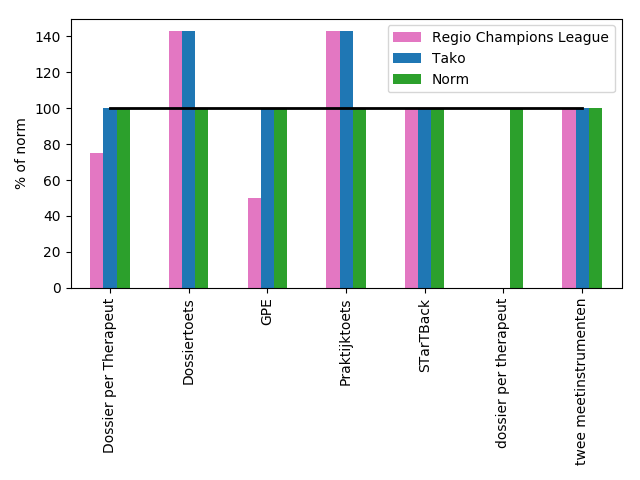 Regio Champions League
Tako
Norm
% of norm
140
120
100
80
60
40
20
0
Dossier per Therapeut
Dossiertoets
GPE
Praktijktoets
STarTBack
dossier per therapeut
twee meetinstrumenten